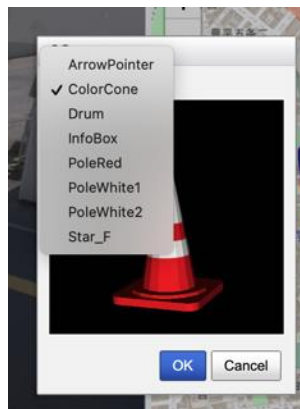 ArrowPointer
✓ ColorCone
Drum
InfoBox
PoleRed
PoleWhite1
PoleWhite2
Star_F
OK Cancel